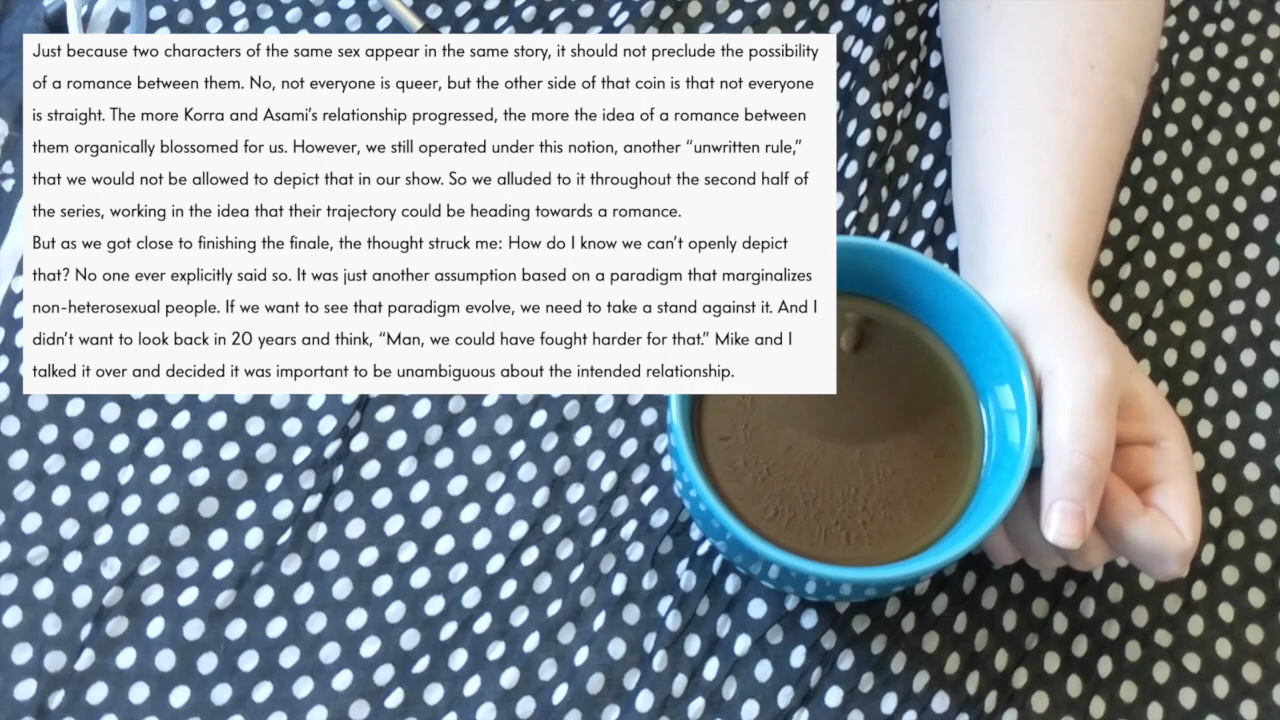 Just because two characters of the same sex appear in the same story, it should not preclude the possibility
of a romance between them. No, not everyone is queer, but the other side of that coin is that not everyone
is straight. The more Korra and Asami's relationship progressed, the more the idea of a romance between
them organically blossomed for us. However, we still operated under this notion, another “unwritten rule,”
that we would not be allowed to depict that in our show. So we alluded to it throughout the second half of
the series, working in the idea that their trajectory could be heading towards a romance.
But as we got close to finishing the finale, the thought struck me: How do I know we can't openly depict
that? No one ever explicitly said so. It was just another assumption based on a paradigm that marginalizes
non-heterosexual people. If we want to see that paradigm evolve, we need to take a stand against it. And I
didn't want to look back in 20 years and think, “Man, we could have fought harder for that.” Mike and I
talked it over and decided it was important to be unambiguous about the intended relationship.